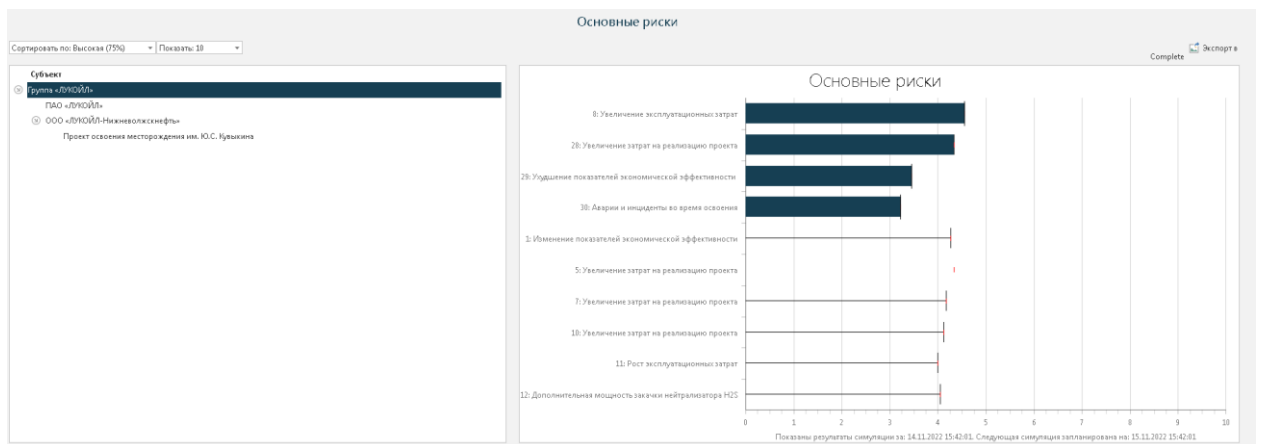 Основные риски
Сортировать по: Высокая (75%)
Показать: 10
Экспорт в
Complete
Субъект
Группа «ЛУКОЙЛ»
ПАО «ЛУКОЙЛ»
ООО «ЛУКОЙЛ-Нижневолжскнефть»
Проект освоения месторождения им. Ю.С. Кувыкина
Основные риски
8: Увеличение эксплуатационных затрат
28: Увеличение затрат на реализацию проекта
29: Ухудшение показателей экономической эффективности
30: Аварии и инциденты во время освоения
1: Изменение показателей экономической эффективности
5: Увеличение затрат на реализацию проекта
7: Увеличение затрат на реализацию проекта
10: Увеличение затрат на реализацию проекта
11: Рост эксплуатационных затрат
12: Дополнительная мощность закачки нейтрализатора H2S
0 1 2 3 4 5 6 7 8 9 10
Показаны результаты симуляции за: 14.11.2022 15:42:01. Следующая симуляция запланирована на: 15.11.2022 15:42:01